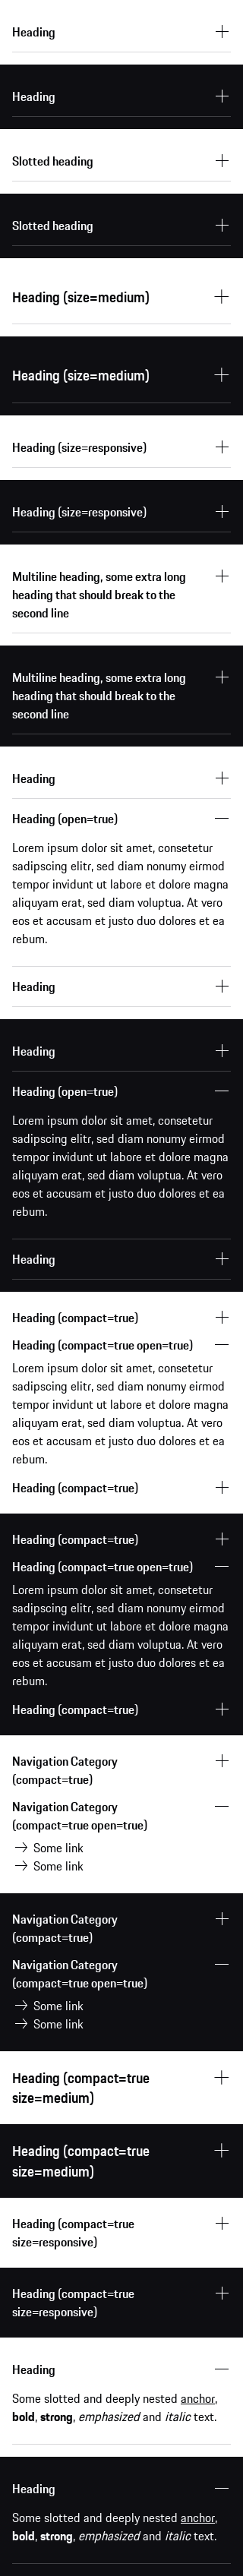 Heading
Heading
Slotted heading
Slotted heading
Heading (size=medium)
Heading (size=medium)
Heading (size=responsive)
Heading (size=responsive)
Multiline heading, some extra long
heading that should break to the
second line
Multiline heading, some extra long
heading that should break to the
second line
Heading
Heading (open=true)
Lorem ipsum dolor sit amet, consetetur
sadipscing elitr, sed diam nonumy eirmod
tempor invidunt ut labore et dolore magna
aliquyam erat, sed diam voluptua. At vero
eos et accusam et justo duo dolores et ea
rebum.
Heading
Heading
Heading (open=true)
Lorem ipsum dolor sit amet, consetetur
sadipscing elitr, sed diam nonumy eirmod
tempor invidunt ut labore et dolore magna
aliquyam erat, sed diam voluptua. At vero
eos et accusam et justo duo dolores et ea
rebum.
Heading
Heading (compact=true)
Heading (compact=true open=true)
Lorem ipsum dolor sit amet, consetetur
sadipscing elitr, sed diam nonumy eirmod
tempor invidunt ut labore et dolore magna
aliquyam erat, sed diam voluptua. At vero
eos et accusam et justo duo dolores et ea
rebum.
Heading (compact=true)
Heading (compact=true)
Heading (compact=true open=true)
Lorem ipsum dolor sit amet, consetetur
sadipscing elitr, sed diam nonumy eirmod
tempor invidunt ut labore et dolore magna
aliquyam erat, sed diam voluptua. At vero
eos et accusam et justo duo dolores et ea
rebum.
Heading (compact=true)
Navigation Category
(compact=true)
Navigation Category
(compact=true open=true)
Some link
Some link
Navigation Category
(compact=true)
Navigation Category
(compact=true open=true)
Some link
Some link
Heading (compact=true
size=medium)
Heading (compact=true
size=medium)
Heading (compact=true
size=responsive)
Heading (compact=true
size=responsive)
Heading
Some slotted and deeply nested anchor,
bold, strong, emphasized and italic text.
Heading
Some slotted and deeply nested anchor,
bold, strong, emphasized and italic text.